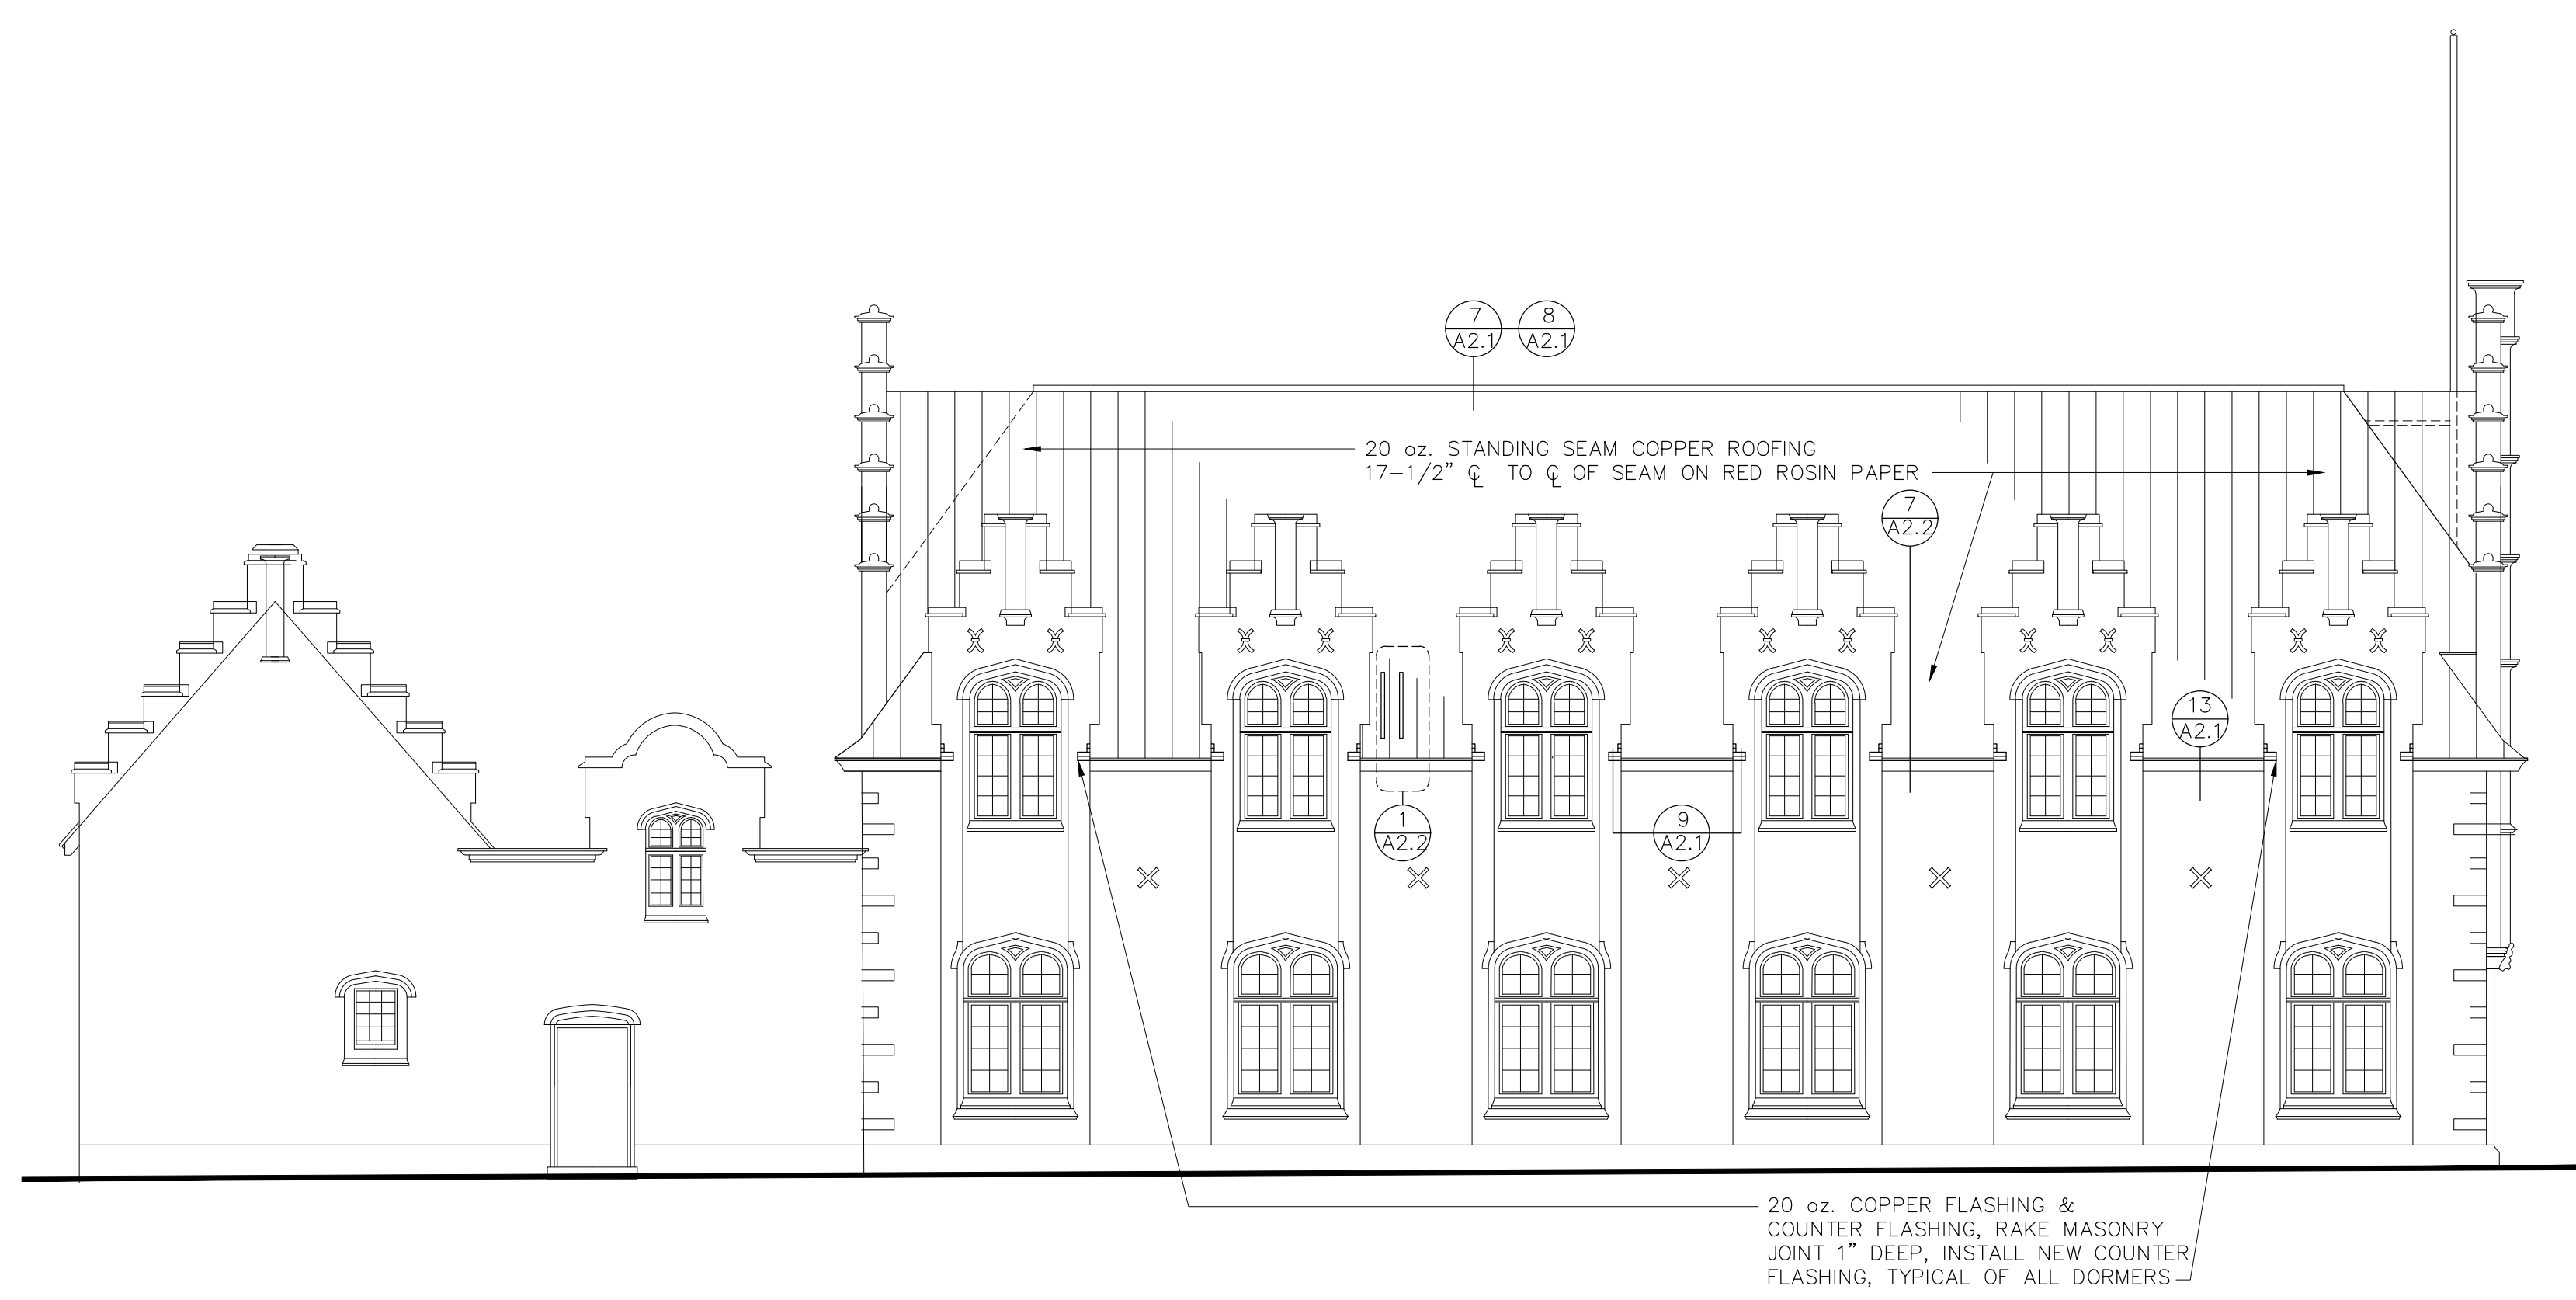 7
A2.1
8
A2.1
20 oz. STANDING SEAM COPPER ROOFING
17-1/2" ℄ TO ℄ OF SEAM ON RED ROSIN PAPER
7
A2.2
13
A2.1
1
A2.2
9
A2.1
20 oz. COPPER FLASHING &
COUNTER FLASHING, RAKE MASONRY
JOINT 1" DEEP, INSTALL NEW COUNTER
FLASHING, TYPICAL OF ALL DORMERS